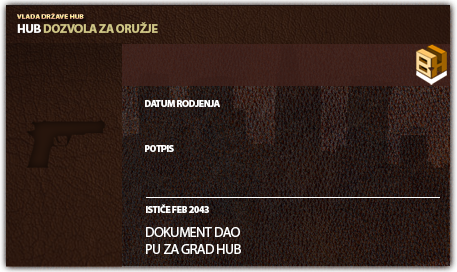 VLADA DRŽAVE HUB
HUB DOZVOLA ZA ORUŽJE
BH
DATUM RODJENJA
POTPIS
ISTIČE FEB 2043
DOKUMENT DAO
PU ZA GRAD HUB